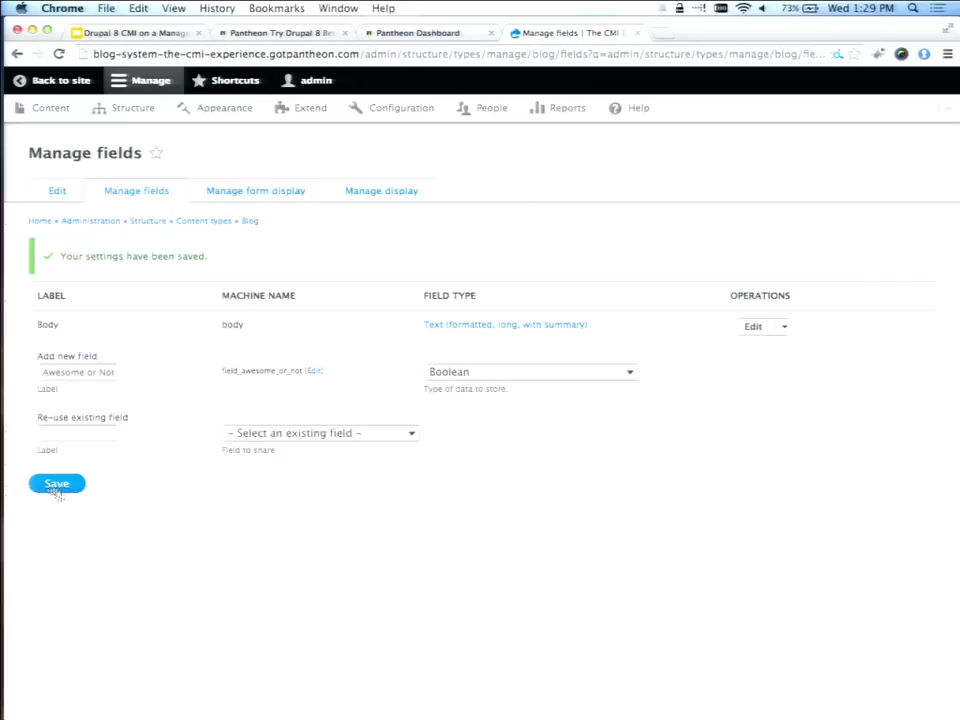 Chrome File Edit View History Bookmarks Window Help 73% Wed 1:29 PM
Drupal 8 CMI on a Manag Pantheon Try Drupal 8 Be Pantheon Dashboard Manage fields | The CMI
blog-system-the-cmi-experience.gotpantheon.com/admin/structure/types/manage/blog/fields?q=admin/structure/types/manage/blog/fie...
Back to site Manage Shortcuts admin
Content Structure Appearance Extend Configuration People Reports Help
Manage fields
Edit Manage fields Manage form display Manage display
Home » Administration » Structure » Content types » Blog
Your settings have been saved.
LABEL MACHINE NAME FIELD TYPE OPERATIONS
Body body Text (formatted, long, with summary) Edit
Add new field
Awesome or Not field_awesome_or_not [Edit] Boolean
Label Type of data to store.
Re-use existing field
- Select an existing field -
Label Field to share
Save